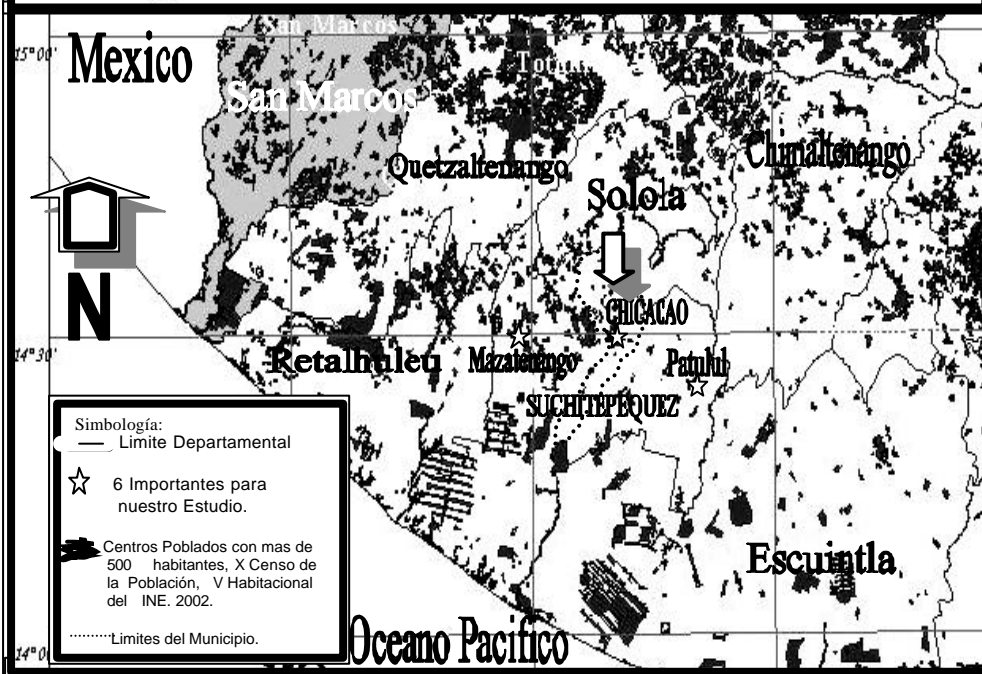 San Marcos
15°00'
Mexico
San Marcos
Quetzaltenango
Chimaltenango
Solola
N
CHICACAO
14°30'
Retalhuleu
Mazatenango
Patulul
SUCHITEPEQUEZ
Simbología:
Limite Departamental
6 Importantes para
nuestro Estudio.
Centros Poblados con mas de
500 habitantes, X Censo de
la Población, V Habitacional
del INE. 2002.
Limites del Municipio.
Escuintla
Oceano Pacifico